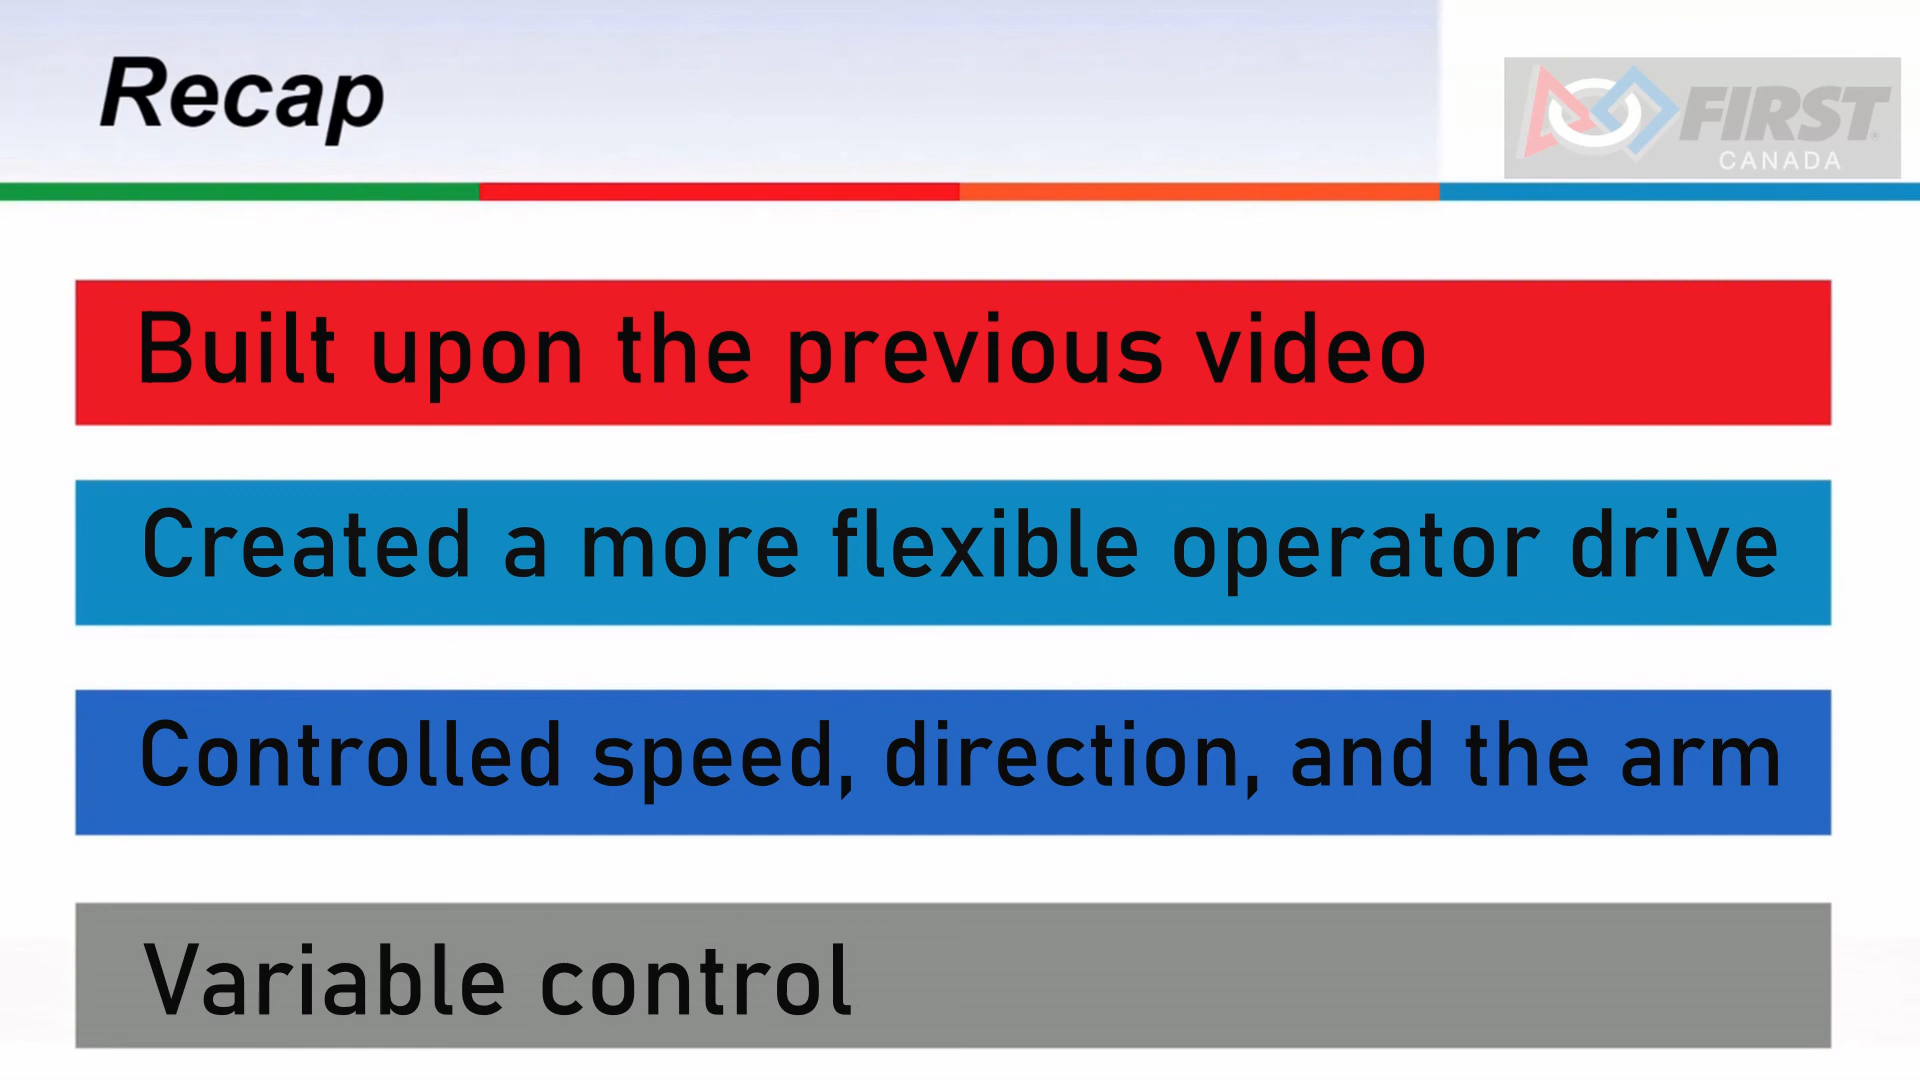 Recap
FIRST
CANADA
Built upon the previous video
Created a more flexible operator drive
Controlled speed, direction, and the arm
Variable control